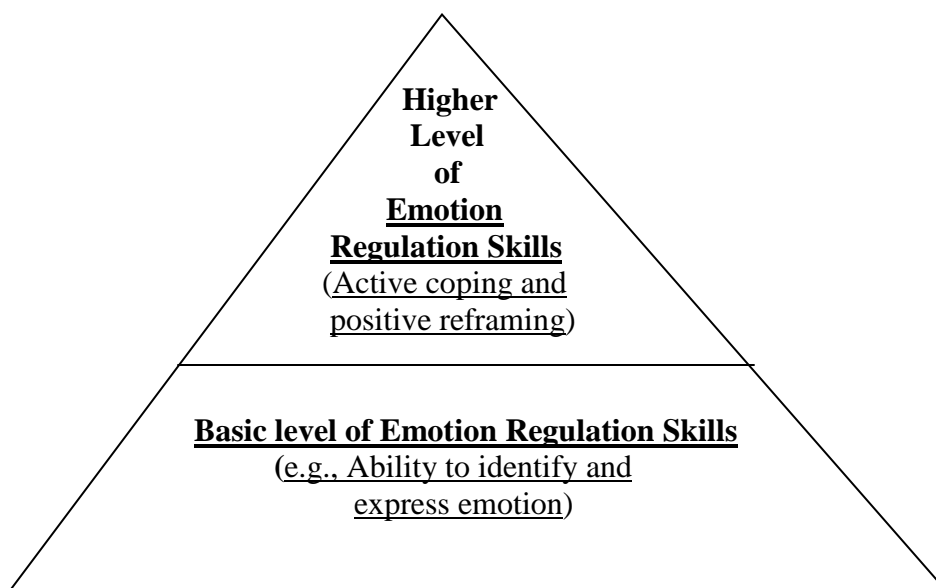 Higher
Level
of
Emotion
Regulation Skills
(Active coping and
positive reframing)
Basic level of Emotion Regulation Skills
(e.g., Ability to identify and
express emotion)